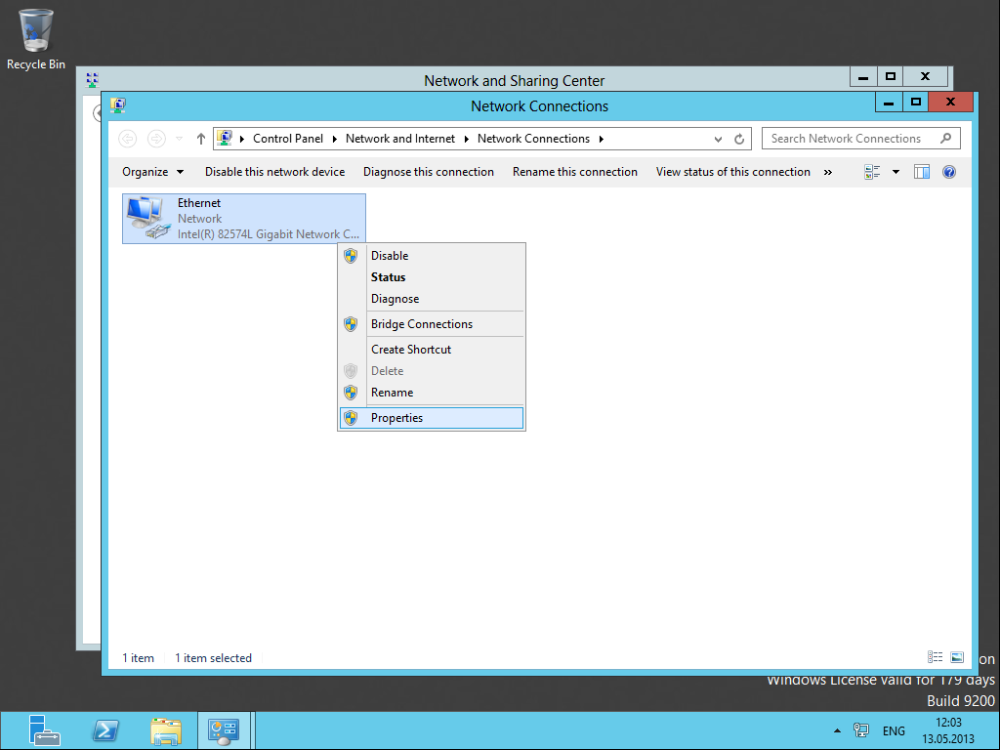 Recycle Bin
Network and Sharing Center
Network Connections
Control Panel Network and Internet Network Connections
Search Network Connections
Organize Disable this network device Diagnose this connection Rename this connection View status of this connection »
Ethernet
Network
Intel(R) 82574L Gigabit Network C...
Disable
Status
Diagnose
Bridge Connections
Create Shortcut
Delete
Rename
Properties
1 item 1 item selected
on
Windows License valid for 179 days
Build 9200
ENG
12:03
13.05.2013